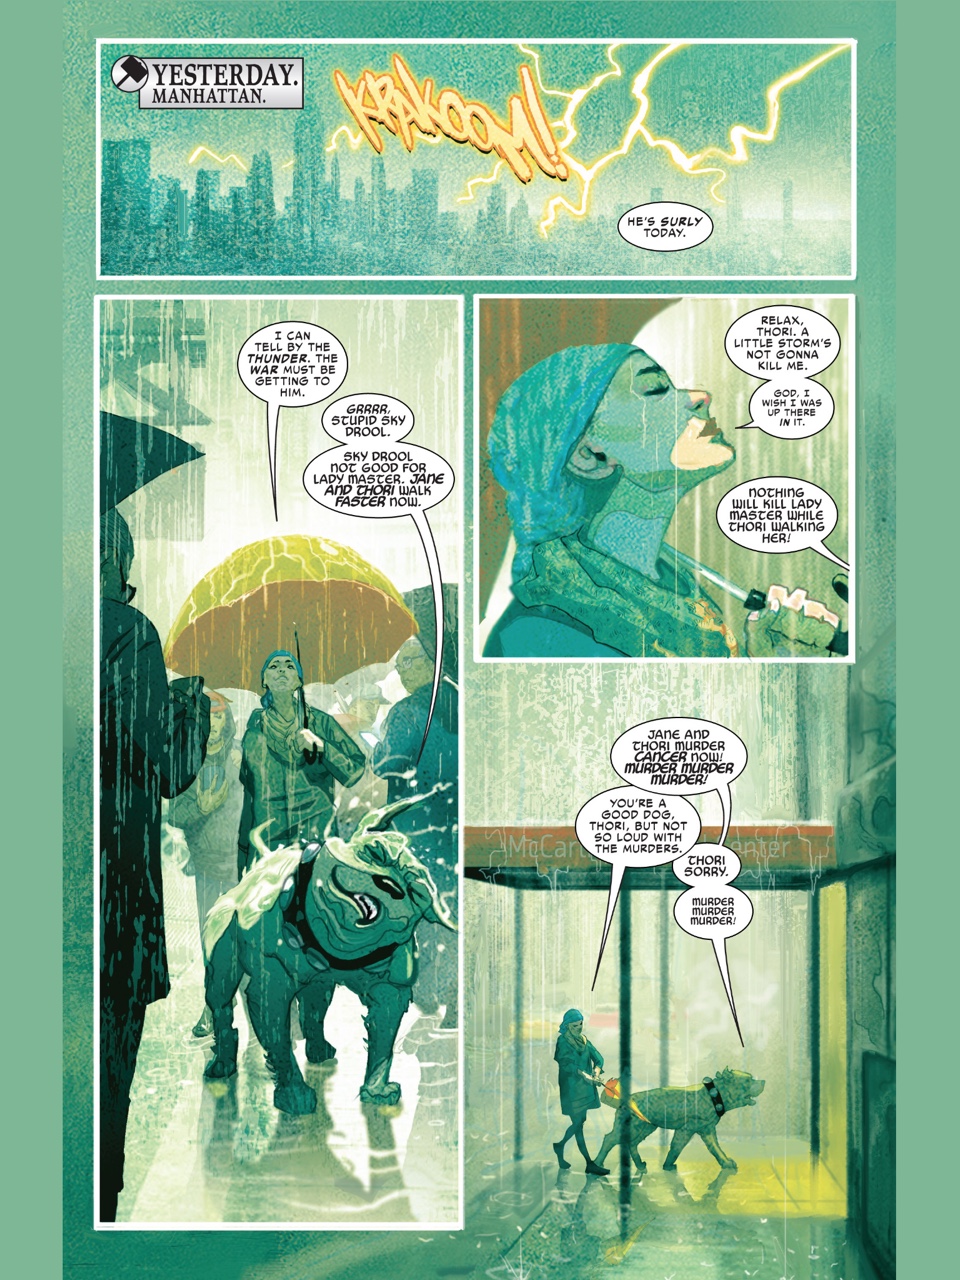 YESTERDAY.
MANHATTAN.
KRAKOOM!
HE'S SURLY
TODAY.
I CAN
TELL BY THE
THUNDER. THE
WAR MUST BE
GETTING TO
HIM.
GRRRR,
STUPID SKY
DROOL.
SKY DROOL
NOT GOOD FOR
LADY MASTER. JANE
AND THORI WALK
FASTER NOW.
RELAX,
THORI. A
LITTLE STORM'S
NOT GONNA
KILL ME.
GOD, I
WISH I WAS
UP THERE
IN IT.
NOTHING
WILL KILL LADY
MASTER WHILE
THORI WALKING
HER!
JANE AND
THORI MURDER
CANCER NOW!
MURDER MURDER
MURDER!
YOU'RE A
GOOD DOG,
THORI, BUT NOT
SO LOUD WITH
THE MURDERS.
THORI
SORRY.
MURDER
MURDER
MURDER!